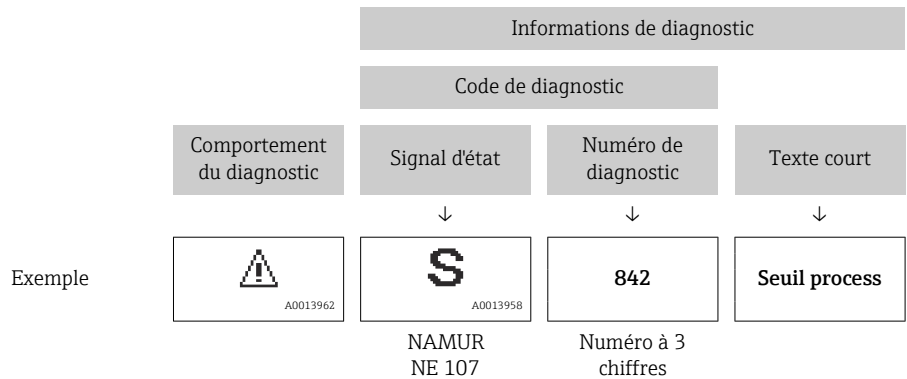 Informations de diagnostic
Code de diagnostic
Comportement
du diagnostic
Signal d'état
Numéro de
diagnostic
Texte court
↓ ↓ ↓
Exemple
S
842
Seuil process
A0013962
A0013958
NAMUR
NE 107
Numéro à 3
chiffres